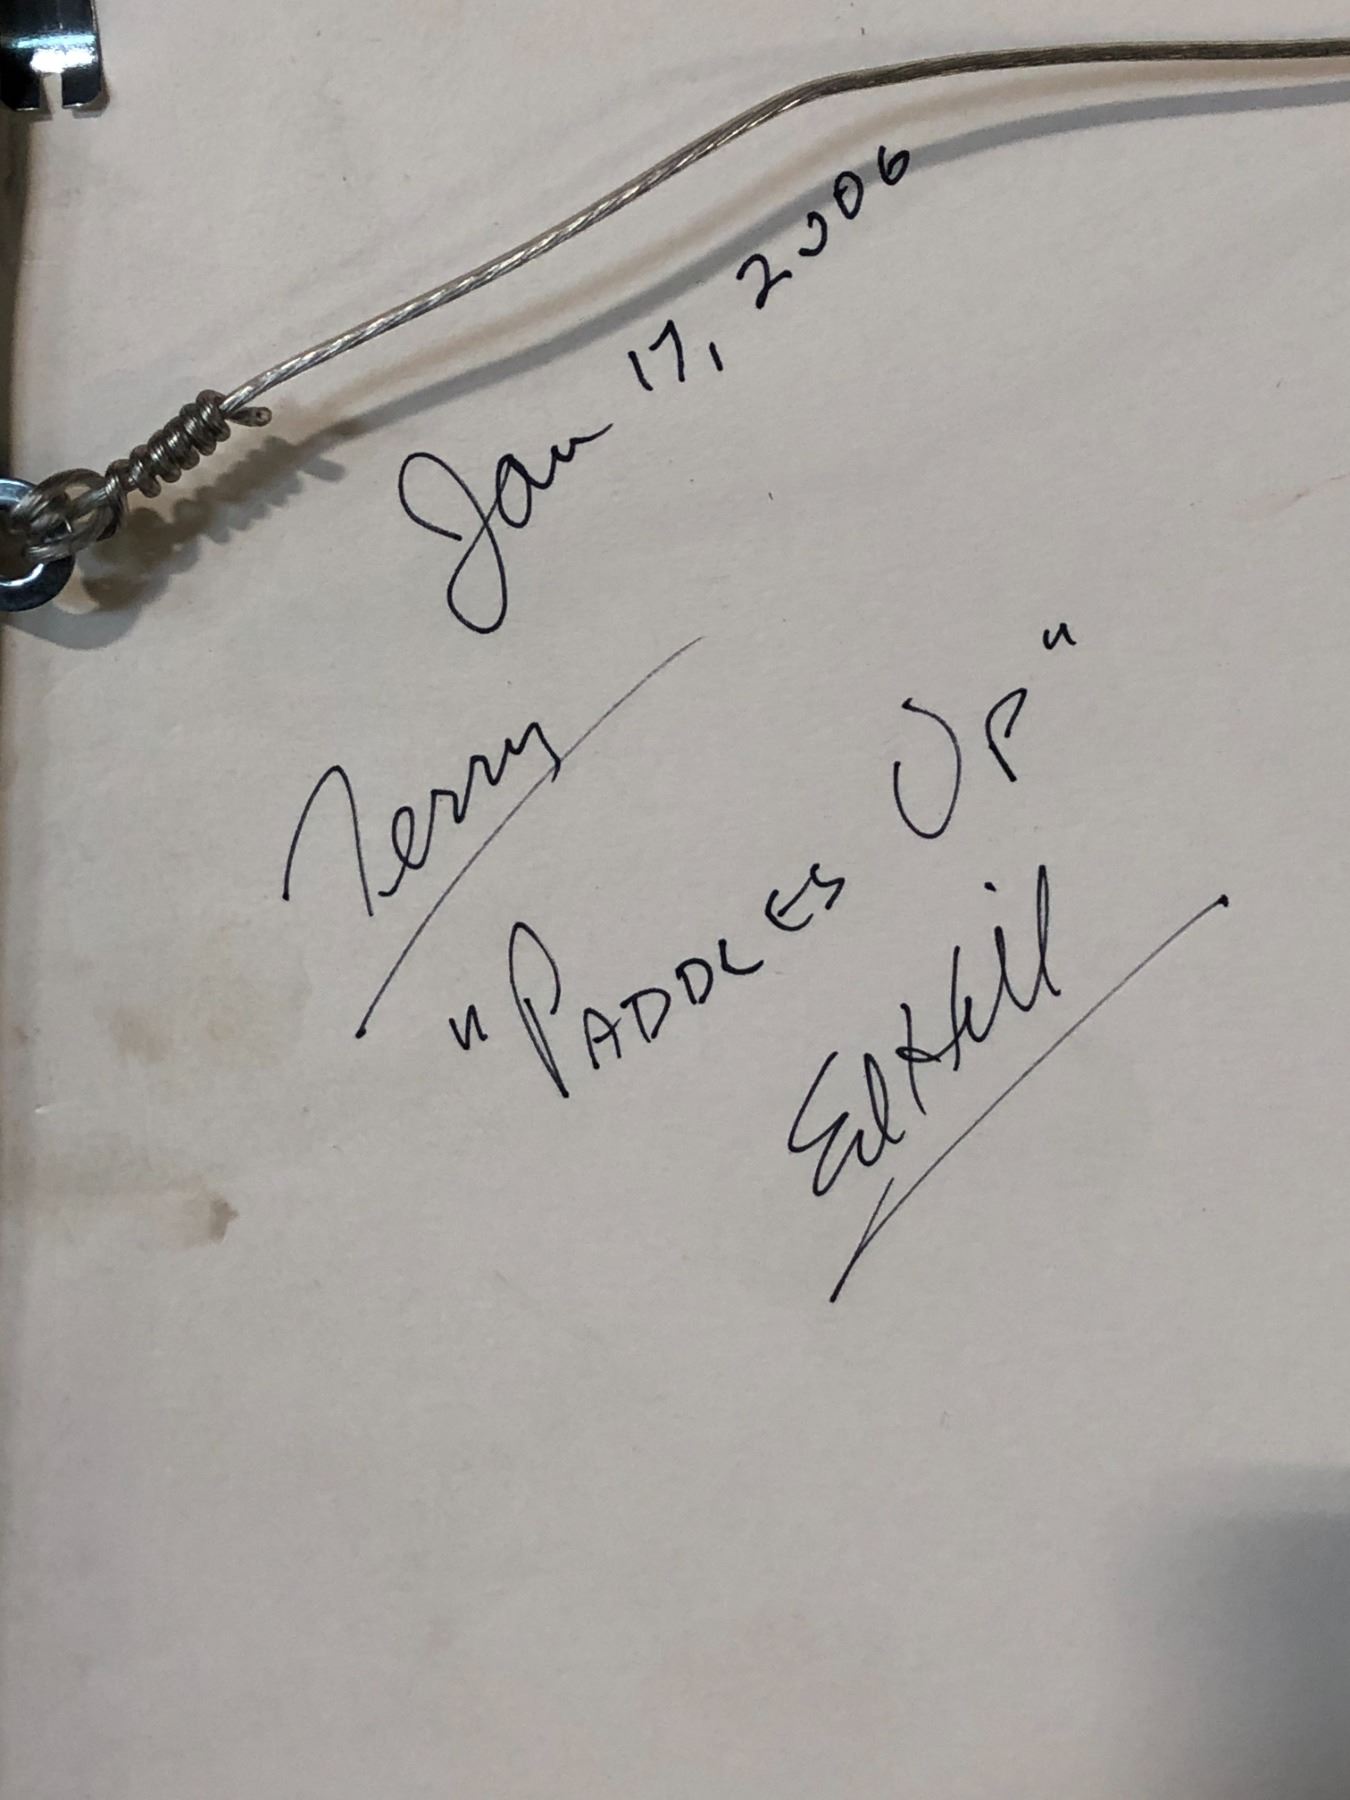 Jan 17, 2006
Terry
"PADDLES UP"
Ed Hill